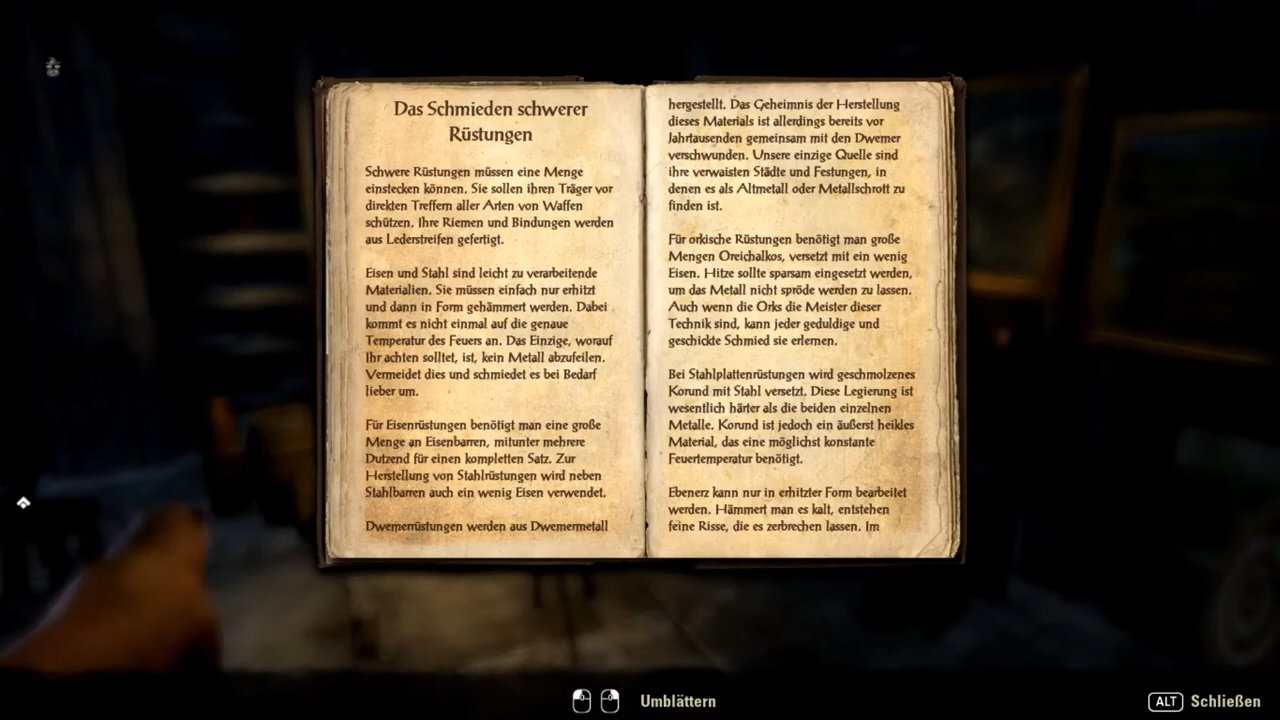 Das Schmieden schwerer
Rüstungen
Schwere Rüstungen müssen eine Menge
einstecken können. Sie sollen ihren Träger vor
direkten Treffern aller Arten von Waffen
schützen. Ihre Riemen und Bindungen werden
aus Lederstreifen gefertigt.
Eisen und Stahl sind leicht zu verarbeitende
Materialien. Sie müssen einfach nur erhitzt
und dann in Form gehämmert werden. Dabei
kommt es nicht einmal auf die genaue
Temperatur des Feuers an. Das Einzige, worauf
Ihr achten solltet, ist, kein Metall abzufeilen.
Vermeidet dies und schmiedet es bei Bedarf
lieber um.
Für Eisenrüstungen benötigt man eine große
Menge an Eisenbarren, mitunter mehrere
Dutzend für einen kompletten Satz. Zur
Herstellung von Stahlrüstungen wird neben
Stahlbarren auch ein wenig Eisen verwendet.
Dwemerrüstungen werden aus Dwemermetall
hergestellt. Das Geheimnis der Herstellung
dieses Materials ist allerdings bereits vor
Jahrtausenden gemeinsam mit den Dwemer
verschwunden. Unsere einzige Quelle sind
ihre verwaisten Städte und Festungen, in
denen es als Altmetall oder Metallschrott zu
finden ist.
Für orkische Rüstungen benötigt man große
Mengen Oreichalkos, versetzt mit ein wenig
Eisen. Hitze sollte sparsam eingesetzt werden,
um das Metall nicht spröde werden zu lassen.
Auch wenn die Orks die Meister dieser
Technik sind, kann jeder geduldige und
geschickte Schmied sie erlernen.
Bei Stahlplattenrüstungen wird geschmolzenes
Korund mit Stahl versetzt. Diese Legierung ist
wesentlich härter als die beiden einzelnen
Metalle. Korund ist jedoch ein äußerst heikles
Material, das eine möglichst konstante
Feuertemperatur benötigt.
Ebenerz kann nur in erhitzter Form bearbeitet
werden. Hämmert man es kalt, entstehen
feine Risse, die es zerbrechen lassen. Im
Umblättern
ALT Schließen